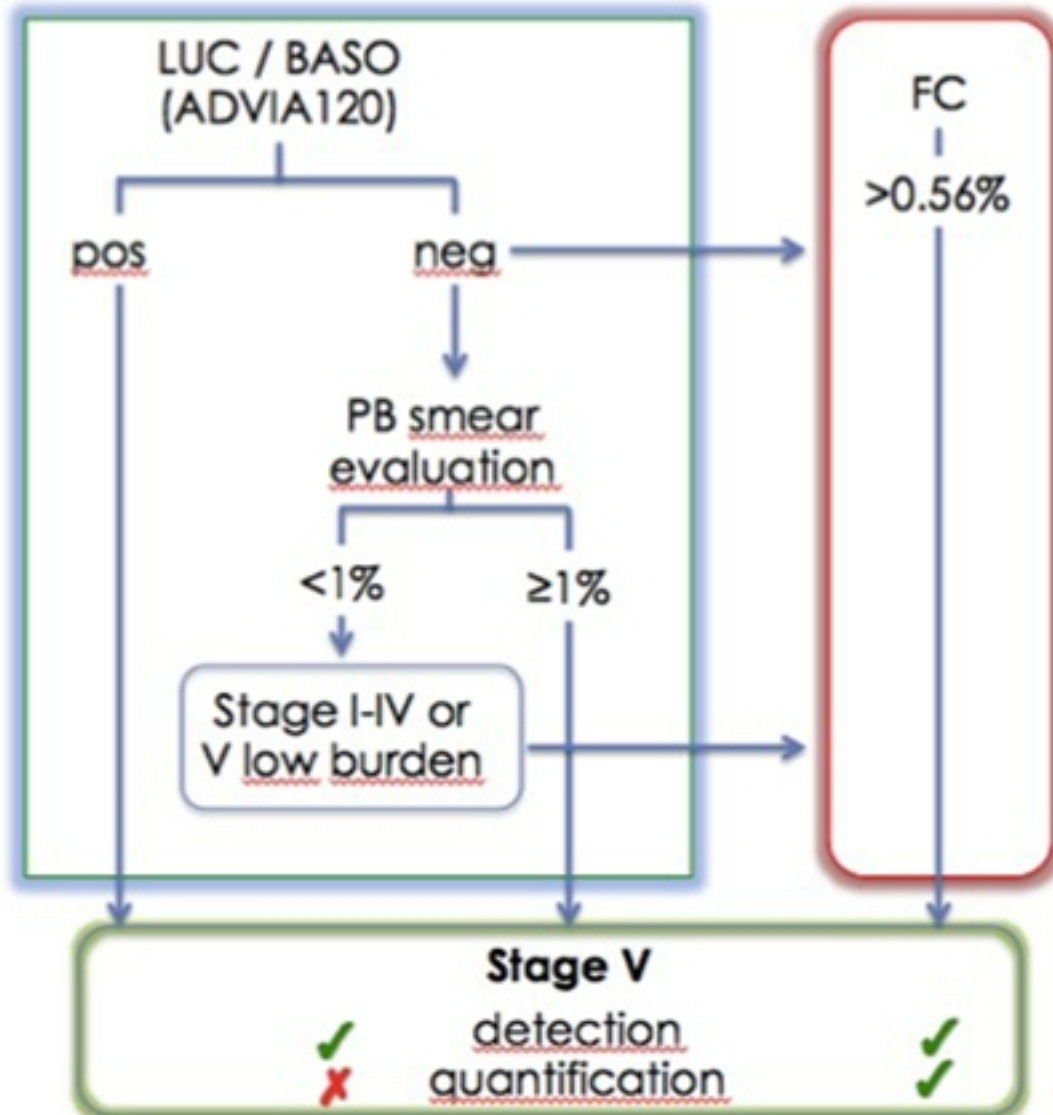 LUC / BASO
(ADVIA120)
pos
neg
PB smear
evaluation
<1%
≥1%
Stage I-IV or
V low burden
FC
>0.56%
Stage V
✓ detection ✓
✗ quantification ✓